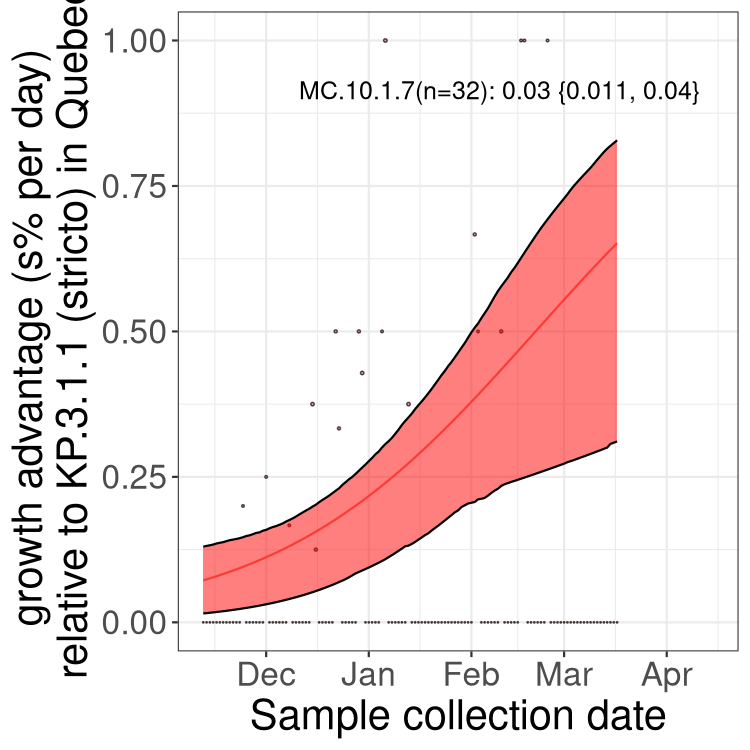 growth advantage (s% per day)
relative to KP.3.1.1 (stricto) in Quebec
1.00
0.75
0.50
0.25
0.00
MC.10.1.7(n=32): 0.03 {0.011, 0.04}
Dec Jan Feb Mar Apr
Sample collection date